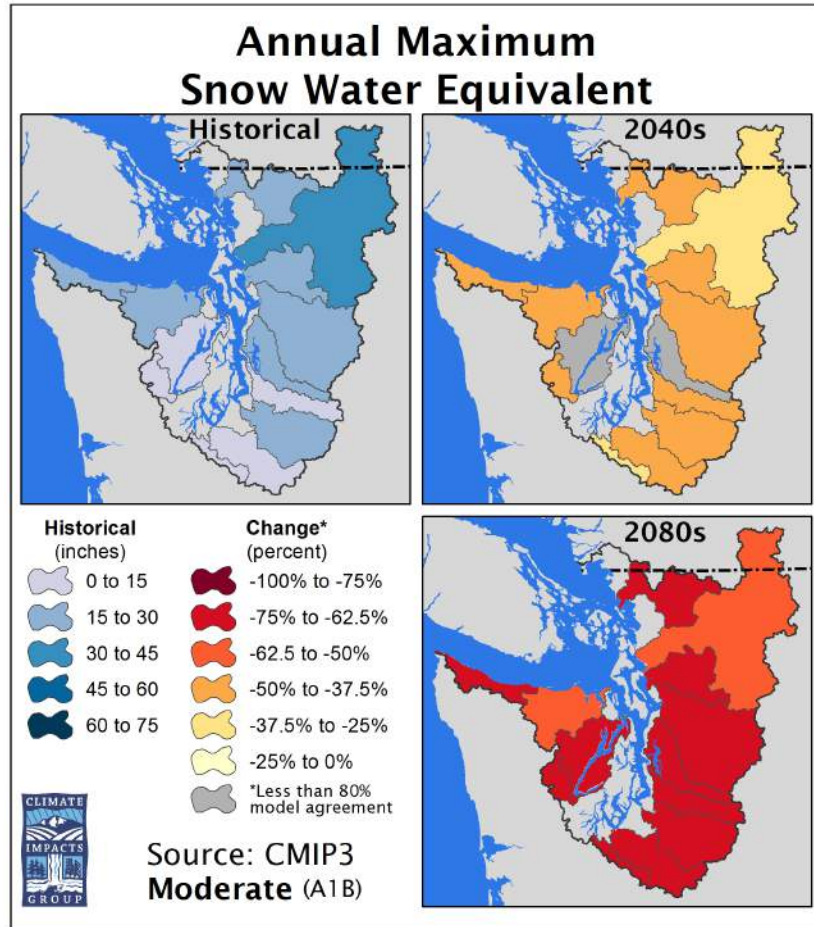 Annual Maximum
Snow Water Equivalent
Historical
2040s
Historical
(inches)
0 to 15
15 to 30
30 to 45
45 to 60
60 to 75
Change*
(percent)
-100% to -75%
-75% to -62.5%
-62.5 to -50%
-50% to -37.5%
-37.5% to -25%
-25% to 0%
*Less than 80%
model agreement
2080s
CLIMATE
IMPACTS
GROUP
Source: CMIP3
Moderate (A1B)